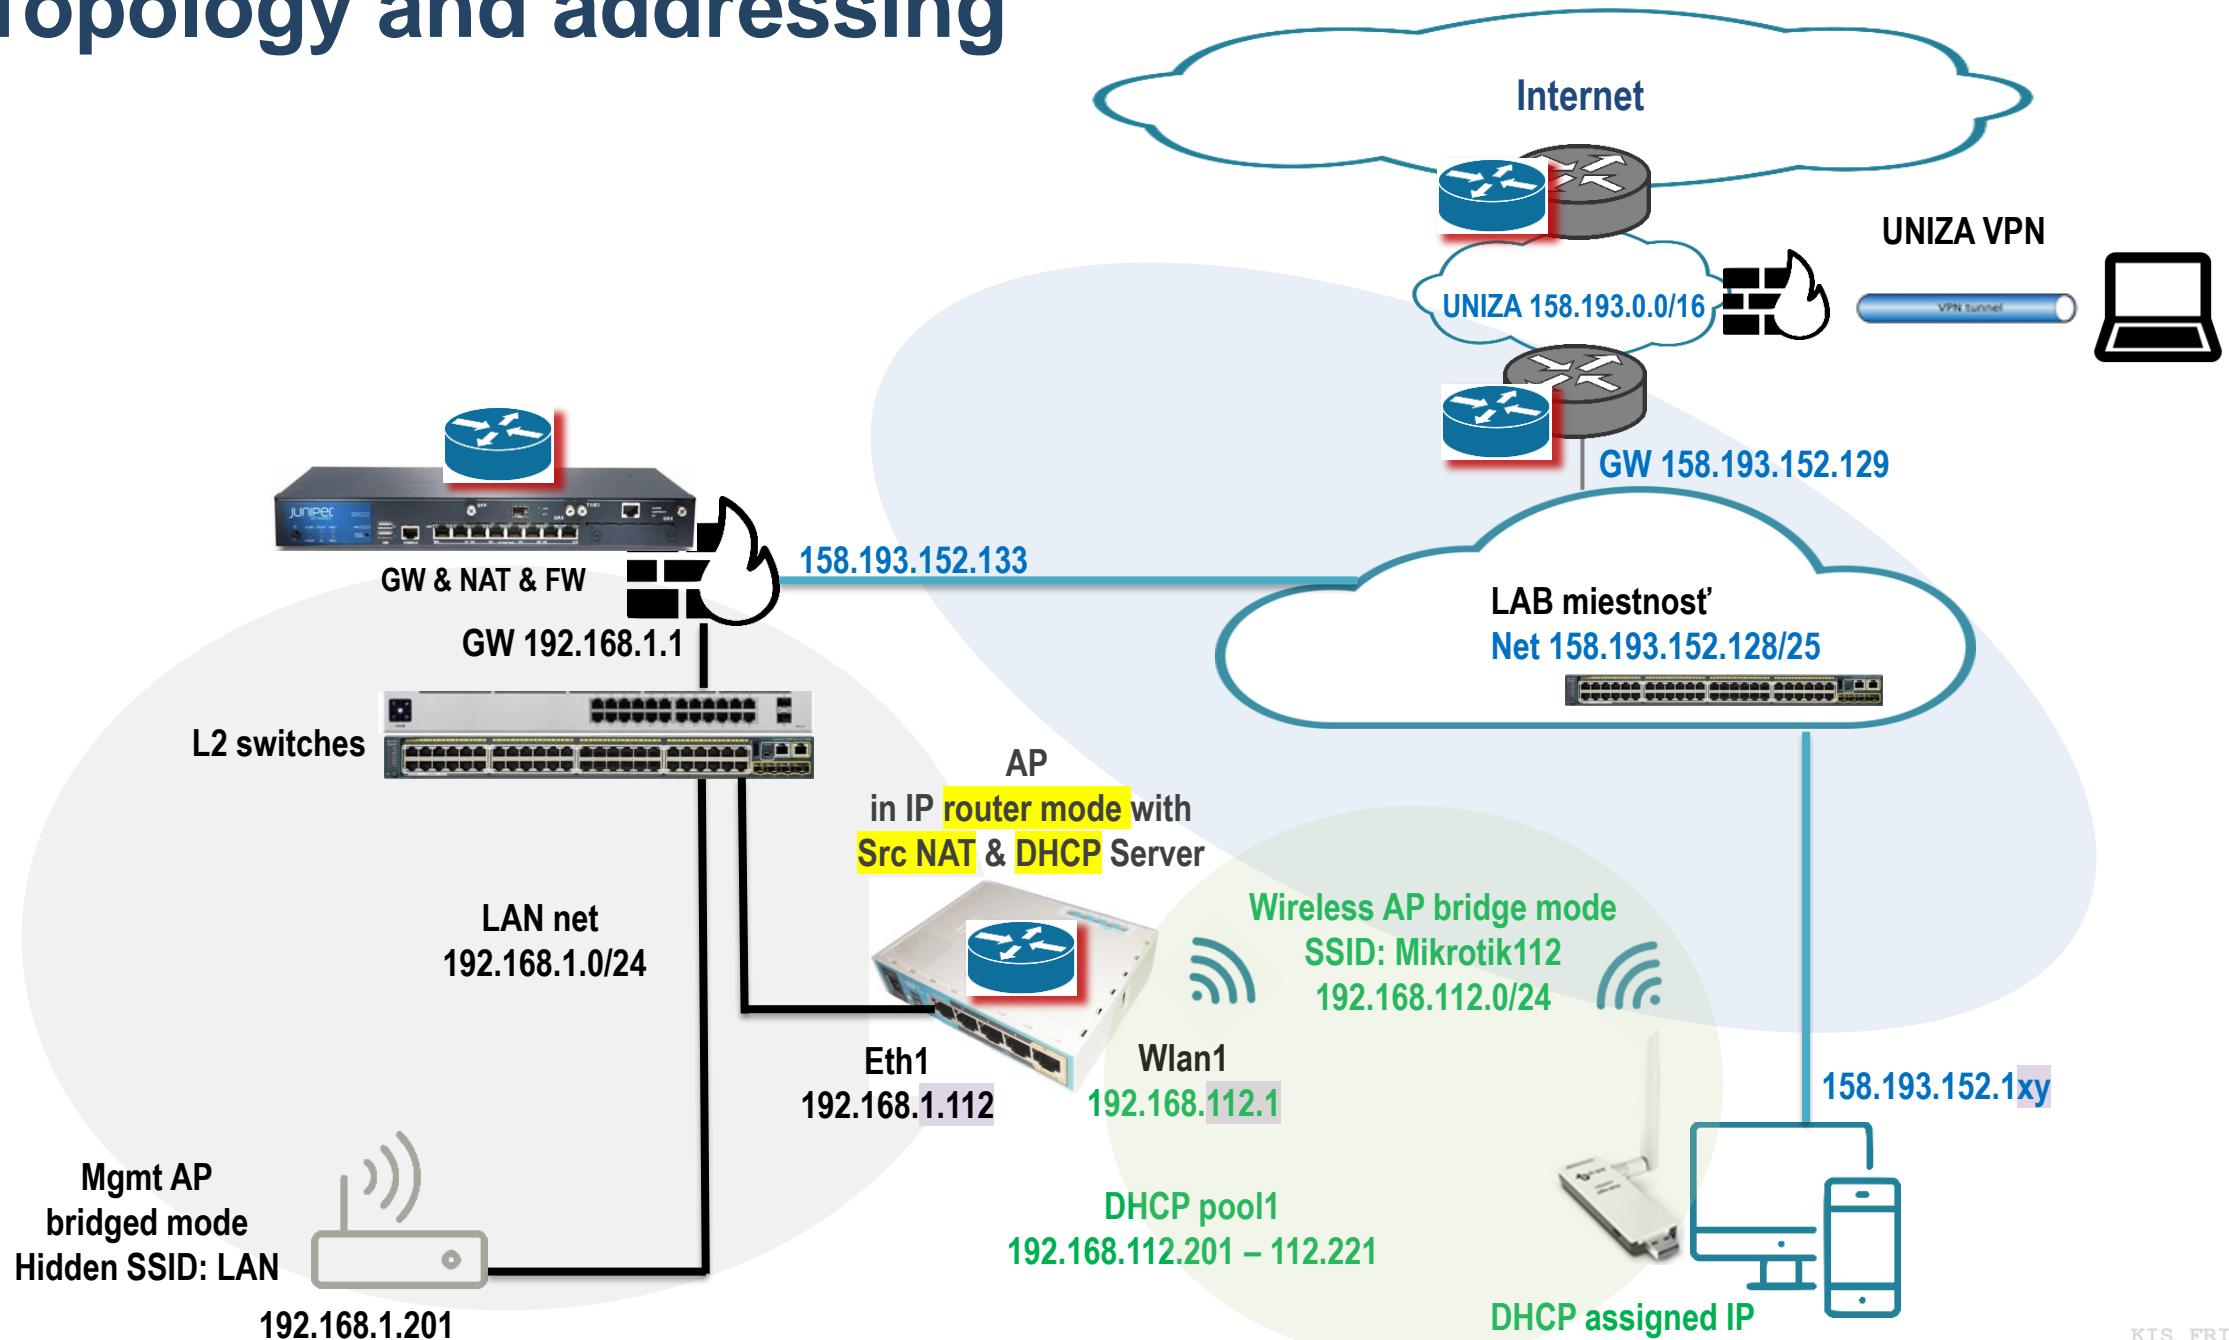 Topology and addressing
Internet
UNIZA VPN
UNIZA 158.193.0.0/16
VPN tunnel
GW 158.193.152.129
JUNIPER
GW & NAT & FW
158.193.152.133
GW 192.168.1.1
LAB miestnosť
Net 158.193.152.128/25
L2 switches
AP
in IP router mode with
Src NAT & DHCP Server
LAN net
192.168.1.0/24
Wireless AP bridge mode
SSID: Mikrotik112
192.168.112.0/24
Eth1
192.168.1.112
Wlan1
192.168.112.1
158.193.152.1xy
Mgmt AP
bridged mode
Hidden SSID: LAN
192.168.1.201
DHCP pool1
192.168.112.201 – 112.221
DHCP assigned IP
KIS FRI